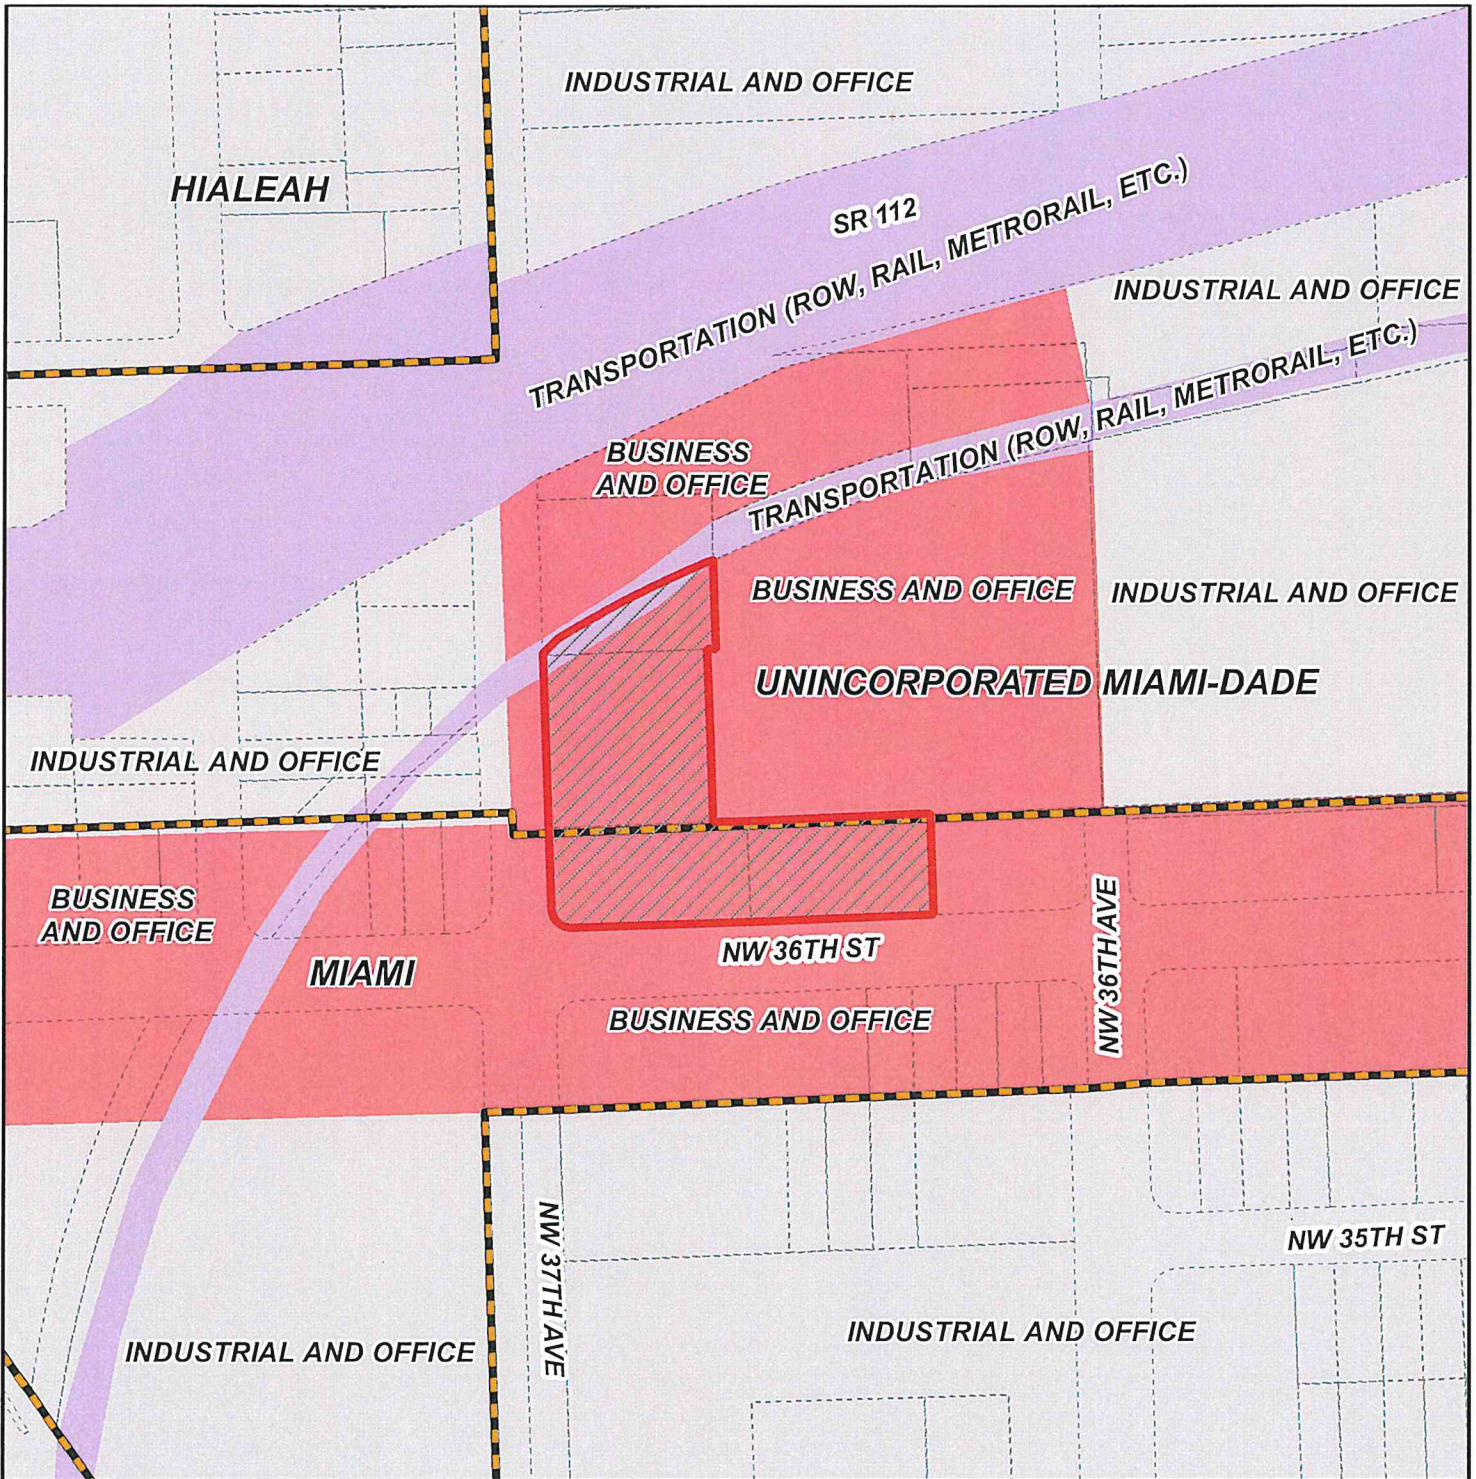 INDUSTRIAL AND OFFICE
HIALEAH
SR 112
TRANSPORTATION (ROW, RAIL, METRORAIL, ETC.)
INDUSTRIAL AND OFFICE
TRANSPORTATION (ROW, RAIL, METRORAIL, ETC.)
BUSINESS
AND OFFICE
BUSINESS AND OFFICE
INDUSTRIAL AND OFFICE
UNINCORPORATED MIAMI-DADE
INDUSTRIAL AND OFFICE
BUSINESS
AND OFFICE
MIAMI
NW 36TH ST
NW 36TH AVE
BUSINESS AND OFFICE
NW 37TH AVE
NW 35TH ST
INDUSTRIAL AND OFFICE
INDUSTRIAL AND OFFICE